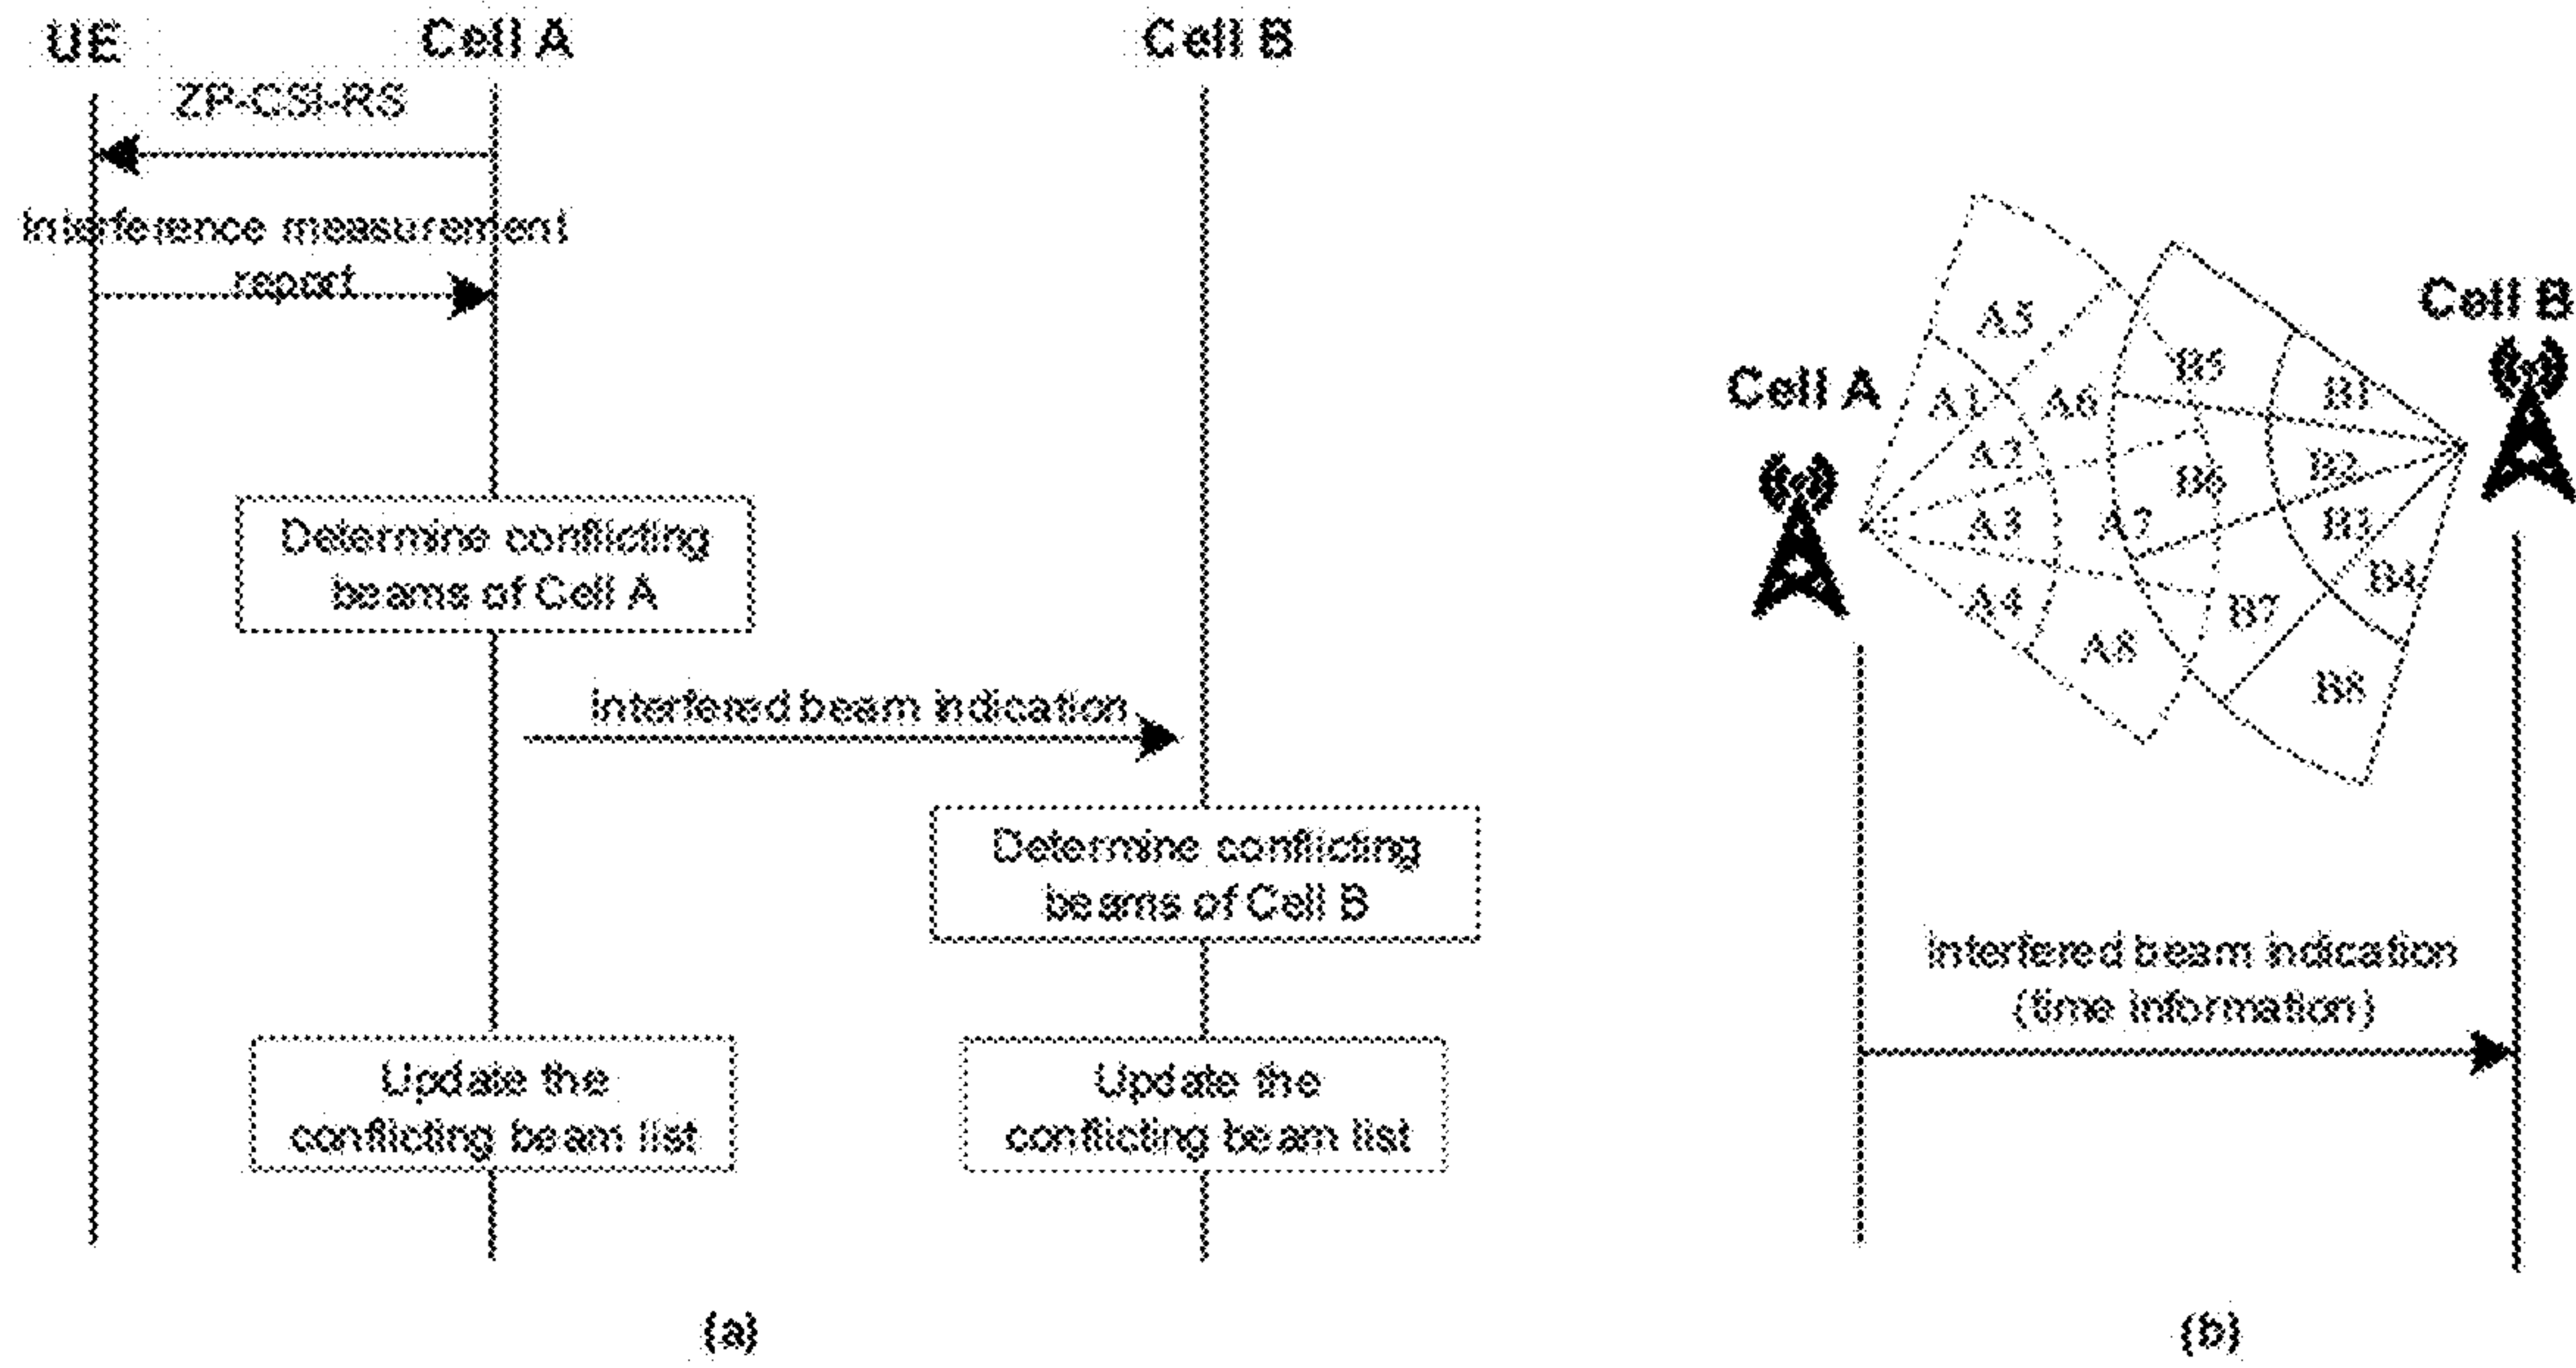 UE
Cell A
Cell B
ZP-CSI-RS
Interference measurement
report
Determine conflicting
beams of Cell A
Interfered beam indication
Determine conflicting
beams of Cell B
Update the
conflicting beam list
Update the
conflicting beam list
(a)
Cell A
Cell B
A5
B5
B1
A1
A6
A2
B2
B6
A3
A7
B3
B4
A4
B7
A8
B8
Interfered beam indication
(time information)
(b)